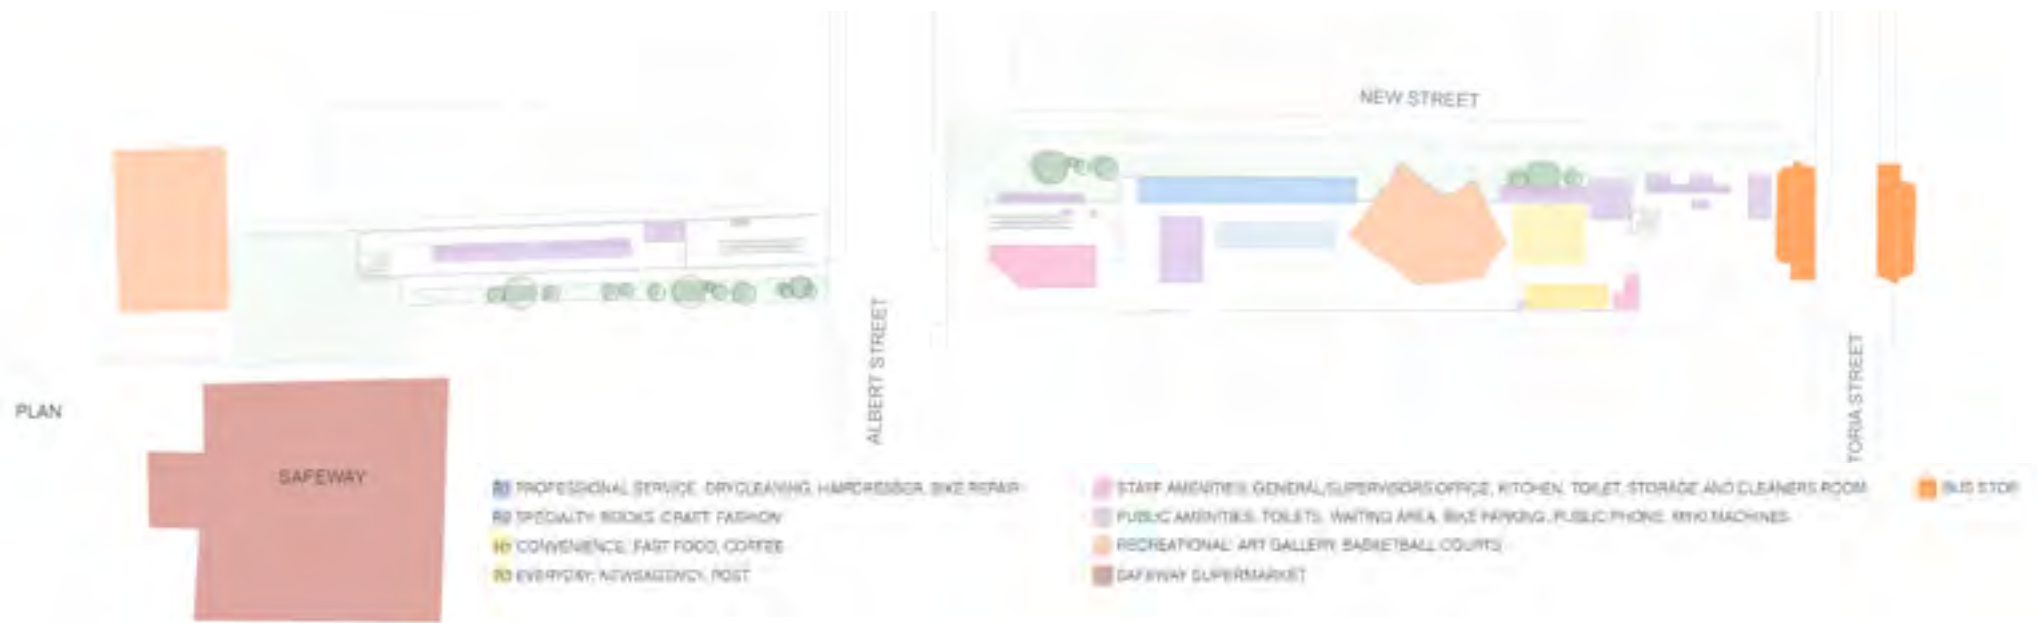 NEW STREET
ALBERT STREET
TORIA STREET
PLAN
SAFEWAY
PROFESSIONAL SERVICE, DRYCLEANING, HAIRDRESSER, BIKE REPAIR
SPECIALTY BOOKS, CRAFT FASHION
CONVENIENCE, FAST FOOD, COFFEE
EVERYDAY, NEWSAGENCY, POST
STAFF AMENITIES, GENERAL/SUPERVISORS OFFICE, KITCHEN, TOILET, STORAGE AND CLEANERS ROOM
PUBLIC AMENITIES, TOILETS, WAITING AREA, BIKE PARKING, PUBLIC PHONE, MYKI MACHINES
RECREATIONAL: ART GALLERY, BASKETBALL COURTS
SAFEWAY SUPERMARKET
BUS STOP